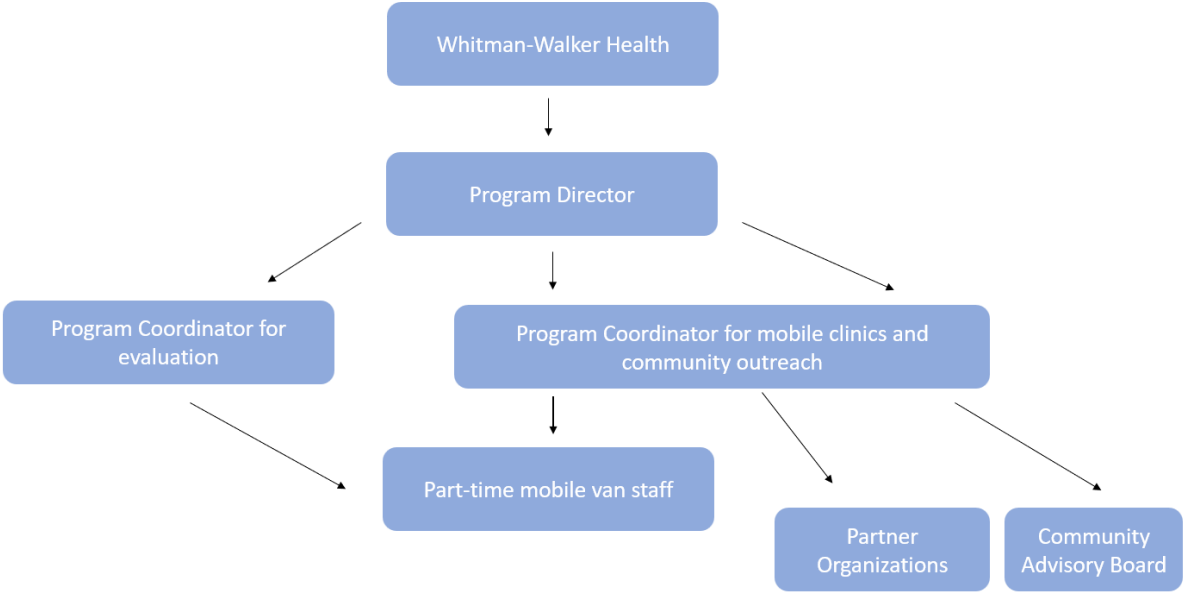 Whitman-Walker Health
Program Director
Program Coordinator for
evaluation
Program Coordinator for mobile clinics and
community outreach
Part-time mobile van staff
Partner
Organizations
Community
Advisory Board